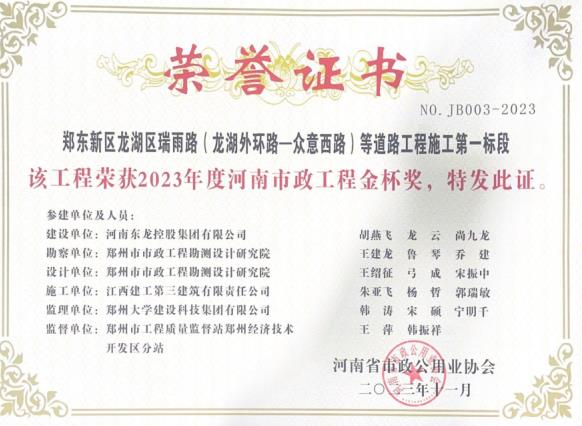 荣誉证书
NO.JB003-2023
郑东新区龙湖区瑞雨路（龙湖外环路—众意西路）等道路工程施工第一标段
该工程荣获2023年度河南市政工程金杯奖，特发此证。
参建单位及人员：
建设单位：河南东龙控股集团有限公司 胡燕飞 龙云 尚九龙
勘察单位：郑州市市政工程勘测设计研究院 王建龙 鲁琴 乔建
设计单位：郑州市市政工程勘测设计研究院 王绍征 弓成 宋振中
施工单位：江西建工第三建筑有限责任公司 朱亚飞 杨哲 郭瑞敏
监理单位：郑州大学建设科技集团有限公司 韩涛 宋硕 宁明千
监督单位：郑州市工程质量监督站郑州经济技术 王萍 韩振祥
开发区分站
河南省市政公用业协会
二〇二三年十一月